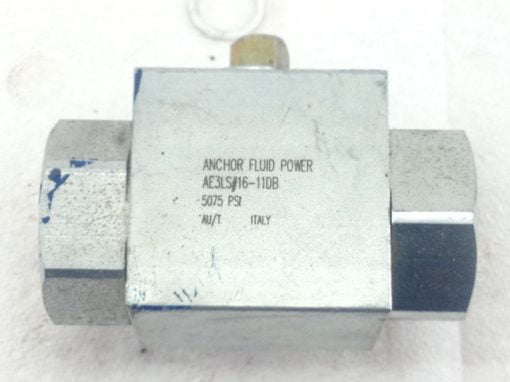 ANCHOR FLUID POWER
AE3LS/16-11DB
5075 PSI
AU/T ITALY